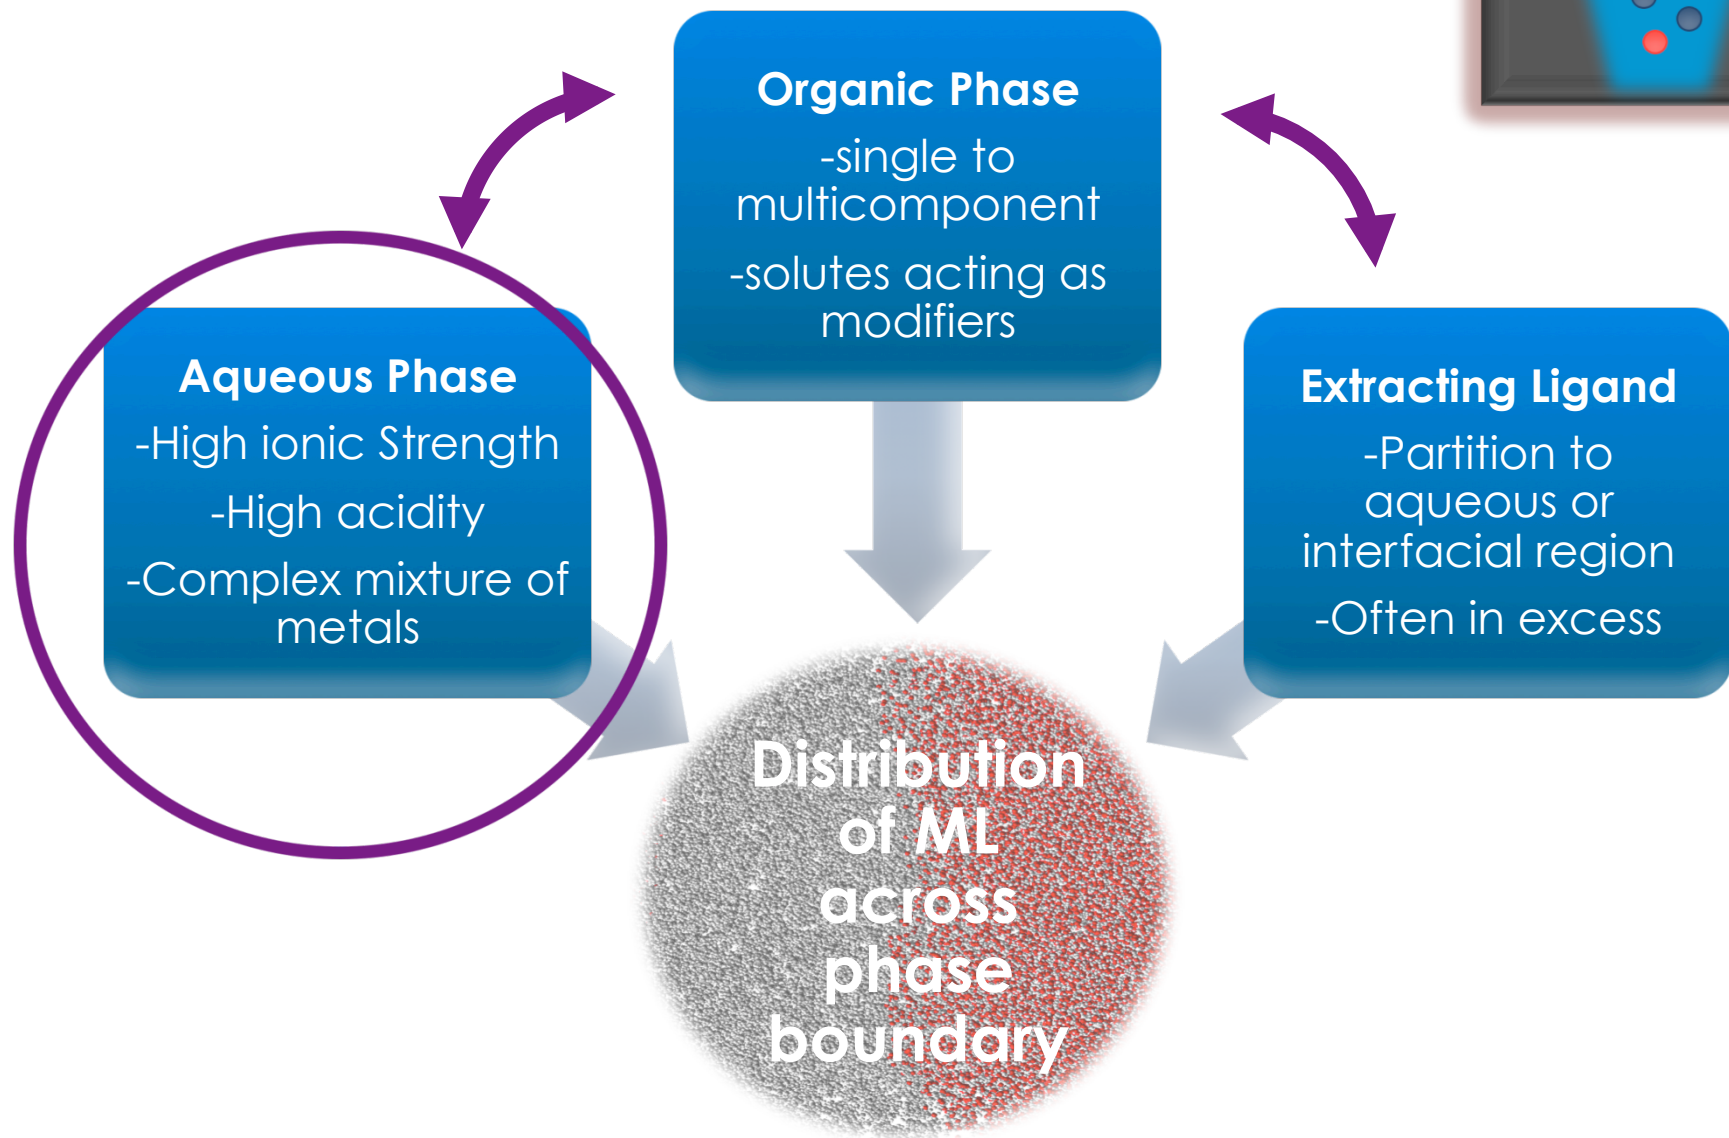 Organic Phase
-single to
multicomponent
-solutes acting as
modifiers
Aqueous Phase
-High ionic Strength
-High acidity
-Complex mixture of
metals
Extracting Ligand
-Partition to
aqueous or
interfacial region
-Often in excess
Distribution
of ML
across
phase
boundary